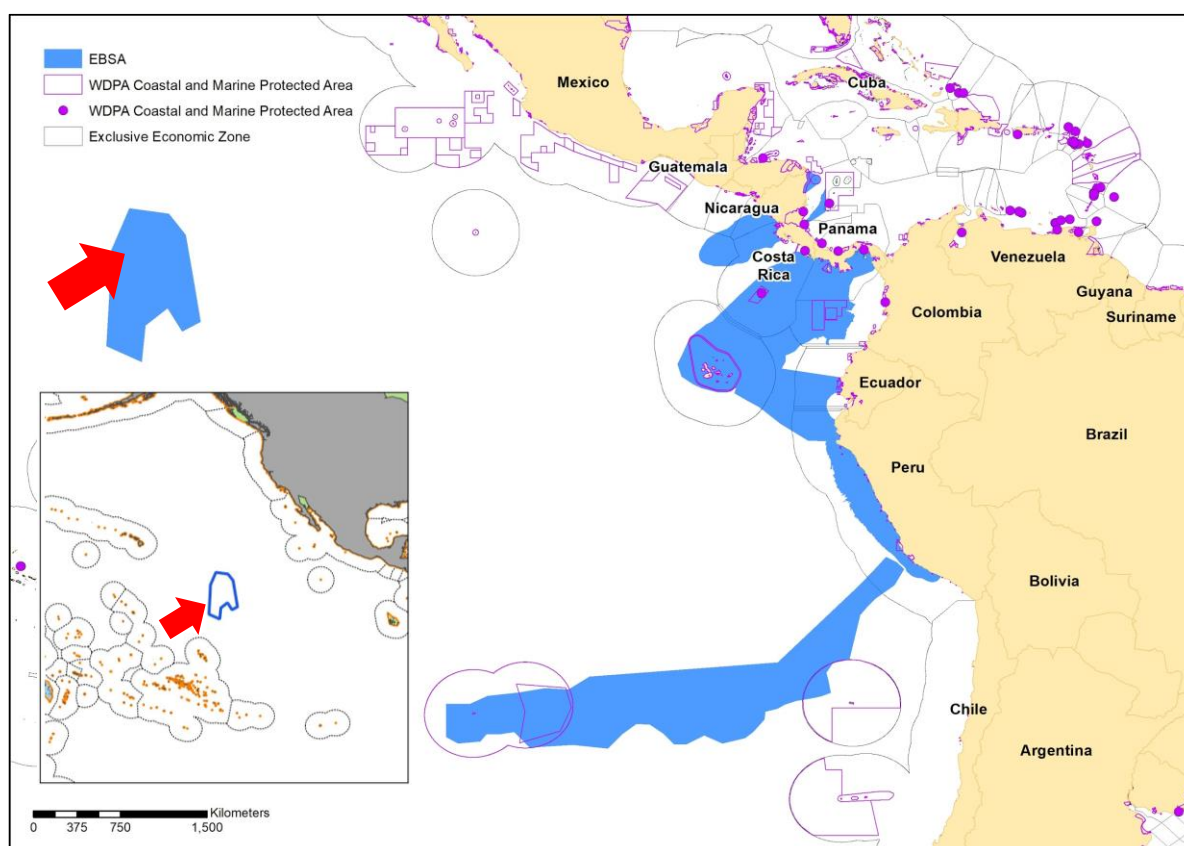 EBSA
WDPA Coastal and Marine Protected Area
WDPA Coastal and Marine Protected Area
Exclusive Economic Zone
Mexico
Cuba
Guatemala
Nicaragua
Panama
Costa
Rica
Venezuela
Guyana
Suriname
Colombia
Ecuador
Brazil
Peru
Bolivia
Chile
Argentina
Kilometers
0 375 750 1,500